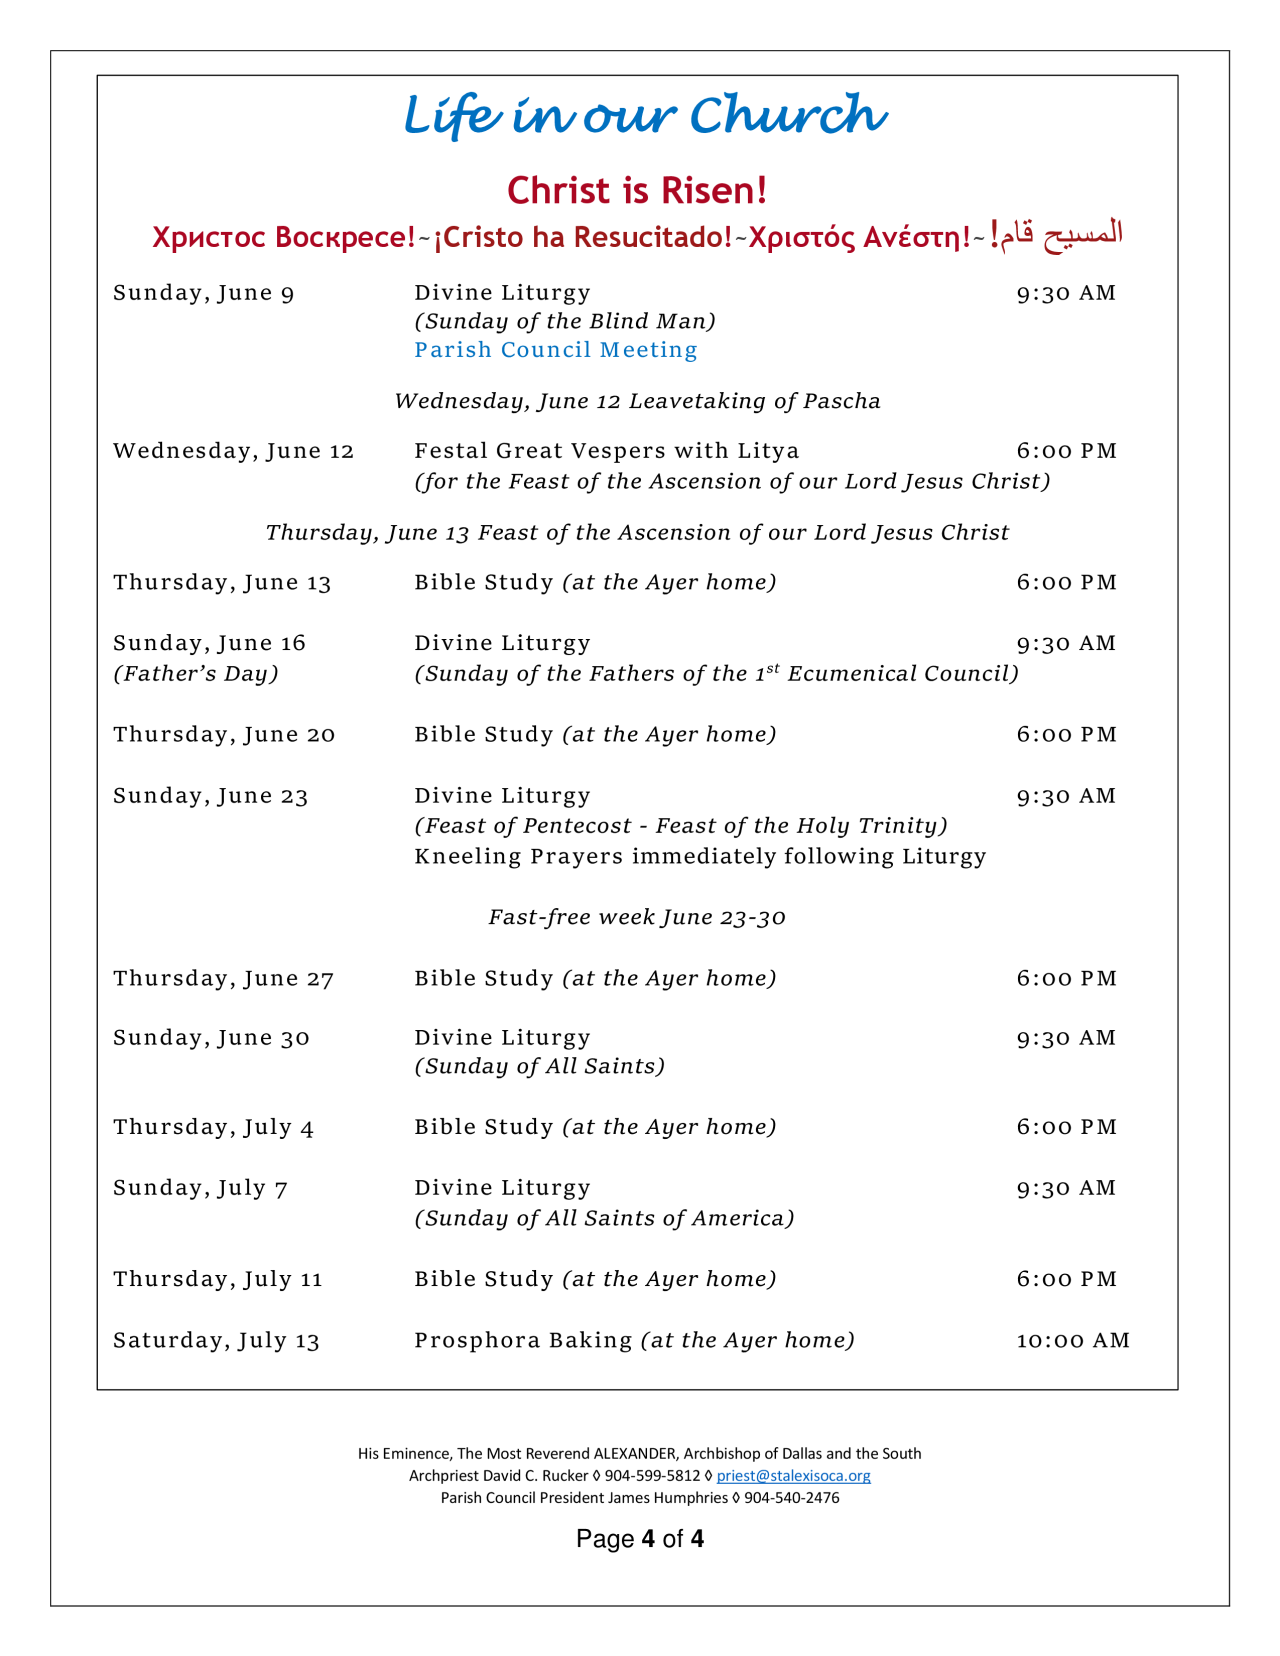 Life in our Church
Christ is Risen!
Христос Воскресе!~¡Cristo ha Resucitado!~Χριστός Ανέστη!~المسيح قام!
Sunday, June 9 Divine Liturgy 9:30 AM
(Sunday of the Blind Man)
Parish Council Meeting
Wednesday, June 12 Leavetaking of Pascha
Wednesday, June 12 Festal Great Vespers with Litya 6:00 PM
(for the Feast of the Ascension of our Lord Jesus Christ)
Thursday, June 13 Feast of the Ascension of our Lord Jesus Christ
Thursday, June 13 Bible Study (at the Ayer home) 6:00 PM
Sunday, June 16 Divine Liturgy 9:30 AM
(Father’s Day) (Sunday of the Fathers of the 1st Ecumenical Council)
Thursday, June 20 Bible Study (at the Ayer home) 6:00 PM
Sunday, June 23 Divine Liturgy 9:30 AM
(Feast of Pentecost - Feast of the Holy Trinity)
Kneeling Prayers immediately following Liturgy
Fast-free week June 23-30
Thursday, June 27 Bible Study (at the Ayer home) 6:00 PM
Sunday, June 30 Divine Liturgy 9:30 AM
(Sunday of All Saints)
Thursday, July 4 Bible Study (at the Ayer home) 6:00 PM
Sunday, July 7 Divine Liturgy 9:30 AM
(Sunday of All Saints of America)
Thursday, July 11 Bible Study (at the Ayer home) 6:00 PM
Saturday, July 13 Prosphora Baking (at the Ayer home) 10:00 AM
His Eminence, The Most Reverend ALEXANDER, Archbishop of Dallas and the South
Archpriest David C. Rucker ◊ 904-599-5812 ◊ priest@stalexisoca.org
Parish Council President James Humphries ◊ 904-540-2476
Page 4 of 4